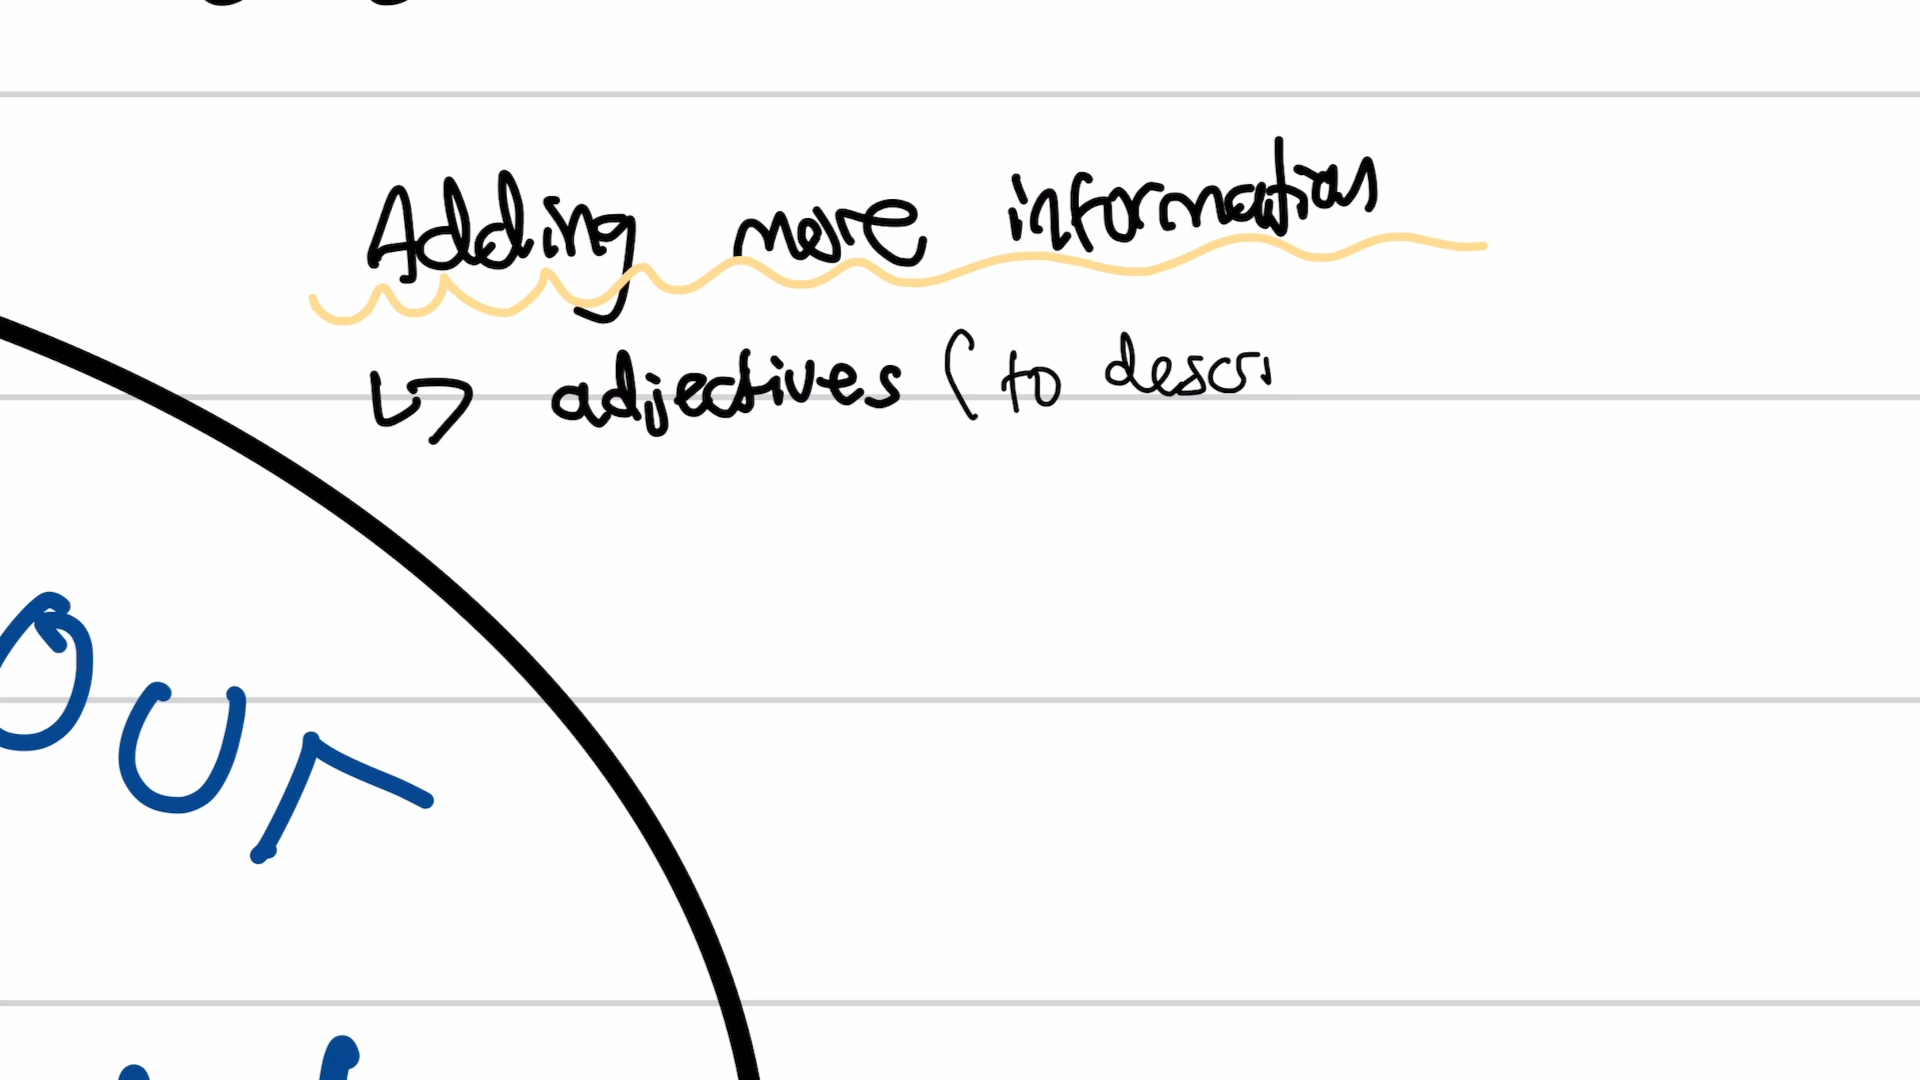 Adding more information
↳ adjectives ( to descri
our